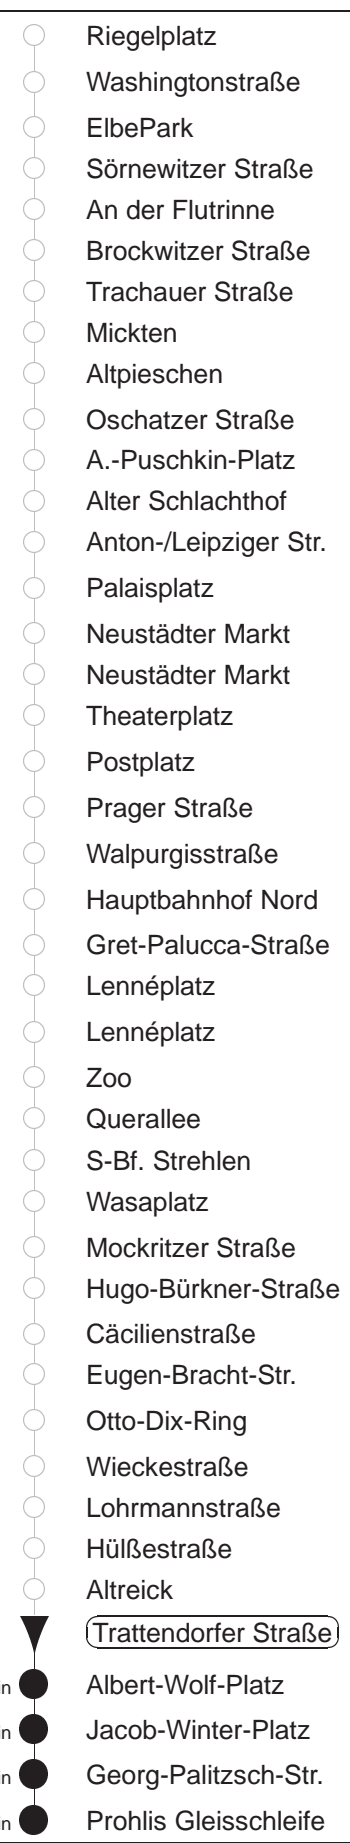 Riegelplatz
Washingtonstraße
ElbePark
Sörnewitzer Straße
An der Flutrinne
Brockwitzer Straße
Trachauer Straße
Mickten
Altpieschen
Oschatzer Straße
A.-Puschkin-Platz
Alter Schlachthof
Anton-/Leipziger Str.
Palaisplatz
Neustädter Markt
Neustädter Markt
Theaterplatz
Postplatz
Prager Straße
Walpurgisstraße
Hauptbahnhof Nord
Gret-Palucca-Straße
Lennéplatz
Lennéplatz
Zoo
Querallee
S-Bf. Strehlen
Wasaplatz
Mockritzer Straße
Hugo-Bürkner-Straße
Cäcilienstraße
Eugen-Bracht-Str.
Otto-Dix-Ring
Wieckestraße
Lohrmannstraße
Hülßestraße
Altreick
Trattendorfer Straße
Albert-Wolf-Platz
Jacob-Winter-Platz
Georg-Palitzsch-Str.
Prohlis Gleisschleife